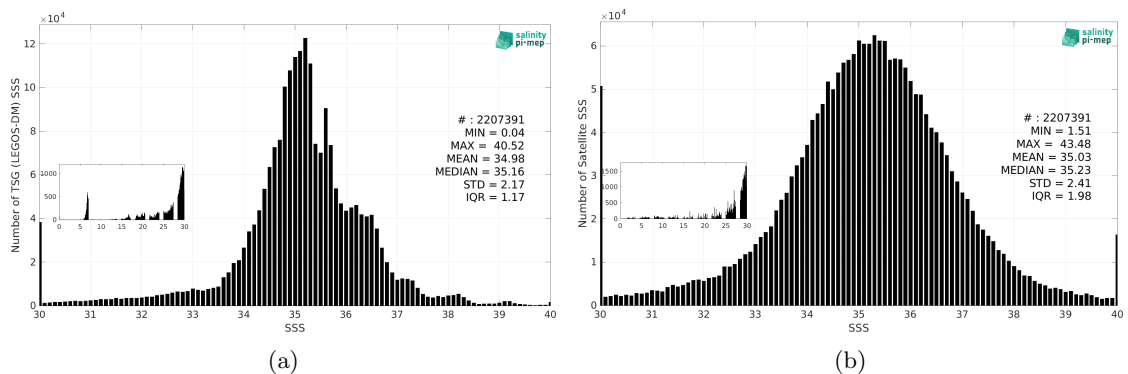 ×10⁴
12
10
8
6
4
2
0
30 31 32 33 34 35 36 37 38 39 40
SSS
Number of TSG (LEGOS-DM) SSS
salinity
pi-mep
# : 2207391
MIN = 0.04
MAX = 40.52
MEAN = 34.98
MEDIAN = 35.16
STD = 2.17
IQR = 1.17
1000
500
0
0 5 10 15 20 25 30
(a)
×10⁴
6
5
4
3
2
1
0
30 31 32 33 34 35 36 37 38 39 40
SSS
Number of Satellite SSS
salinity
pi-mep
# : 2207391
MIN = 1.51
MAX = 43.48
MEAN = 35.03
MEDIAN = 35.23
STD = 2.41
IQR = 1.98
1500
1000
500
0
0 5 10 15 20 25 30
(b)